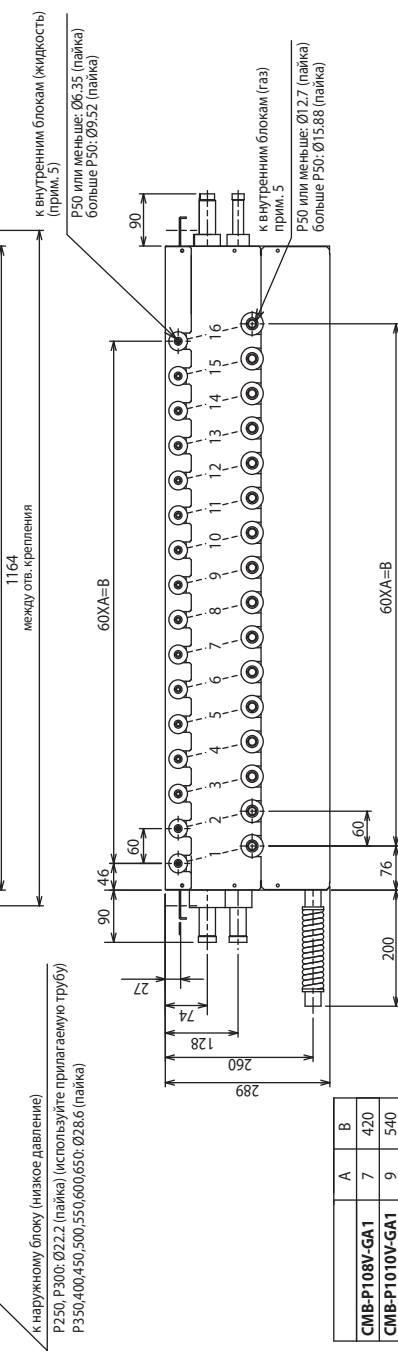 1164
между отв. крепления
к внутренним блокам (жидкость)
(прим. 5)
P50 или меньше: Ø6.35 (пайка)
больше P50: Ø9.52 (пайка)
60XA=B
90
60
46
90
27
74
128
260
289
1
2
3
4
5
6
7
8
9
10
11
12
13
14
15
16
к внутренним блокам (газ)
прим. 5
P50 или меньше: Ø12.7 (пайка)
больше P50: Ø15.88 (пайка)
60
60XA=B
76
200
к наружному блоку (низкое давление)
P250, P300: Ø22.2 (пайка) (используйте прилагаемую трубу)
P350,400,450,500,550,600,650: Ø28.6 (пайка)
A B
CMB-P108V-GA1 7 420
CMB-P1010V-GA1 9 540